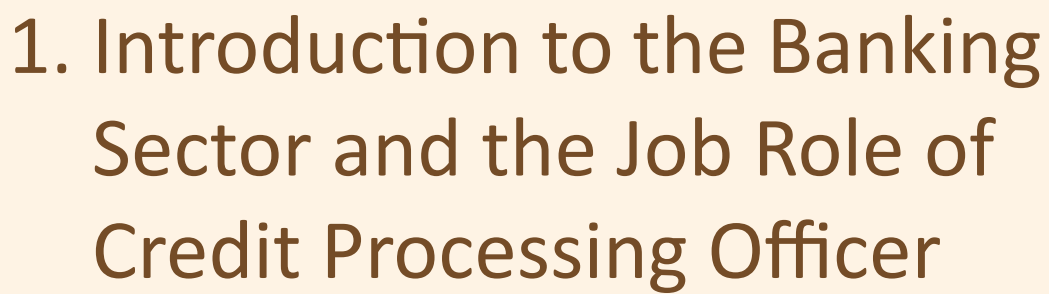 1. Introduction to the Banking
Sector and the Job Role of
Credit Processing Officer